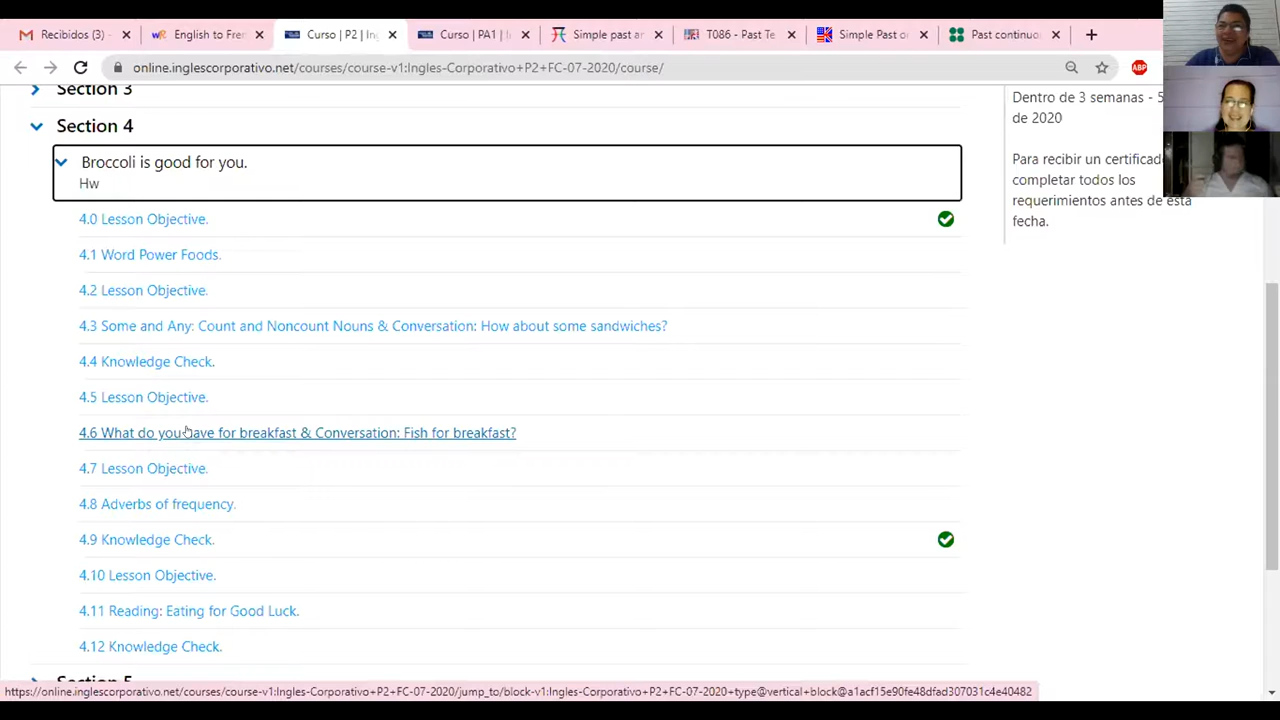 Recibidos (3) -
English to Fre
Curso | P2 | In
Curso | PA1 |
Simple past ar
T086 - Past Te
Simple Past o
Past continuo
online.inglescorporativo.net/courses/course-v1:Ingles-Corporativo+P2+FC-07-2020/course/
ABP
Section 3
Section 4
Broccoli is good for you.
Hw
4.0 Lesson Objective.
4.1 Word Power Foods.
4.2 Lesson Objective.
4.3 Some and Any: Count and Noncount Nouns & Conversation: How about some sandwiches?
4.4 Knowledge Check.
4.5 Lesson Objective.
4.6 What do you have for breakfast & Conversation: Fish for breakfast?
4.7 Lesson Objective.
4.8 Adverbs of frequency.
4.9 Knowledge Check.
4.10 Lesson Objective.
4.11 Reading: Eating for Good Luck.
4.12 Knowledge Check.
Section 5
Dentro de 3 semanas - 5
de 2020
Para recibir un certificado
completar todos los
requerimientos antes de esta
fecha.
https://online.inglescorporativo.net/courses/course-v1:Ingles-Corporativo+P2+FC-07-2020/jump_to/block-v1:Ingles-Corporativo+P2+FC-07-2020+type@vertical+block@a1acf15e90fe48dfad307031c4e40482